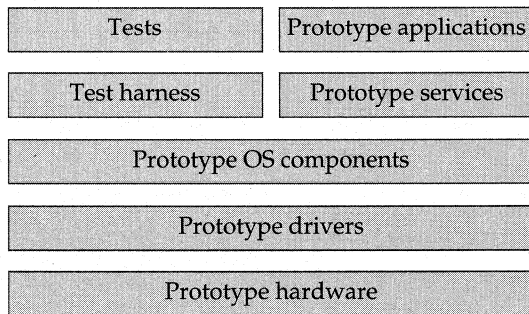 Tests
Prototype applications
Test harness
Prototype services
Prototype OS components
Prototype drivers
Prototype hardware